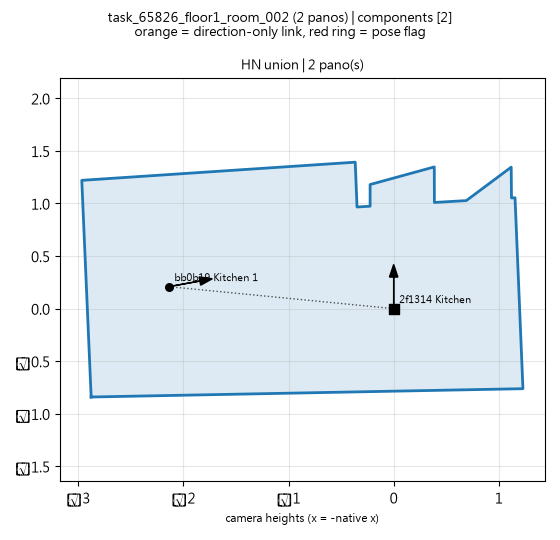 task_65826_floor1_room_002 (2 panos) | components [2]
orange = direction-only link, red ring = pose flag
HN union | 2 pano(s)
2.0
1.5
1.0
0.5
0.0
0.5
1.0
1.5
bb0b19 Kitchen 1
2f1314 Kitchen
3 2 1 0 1
camera heights (x = -native x)